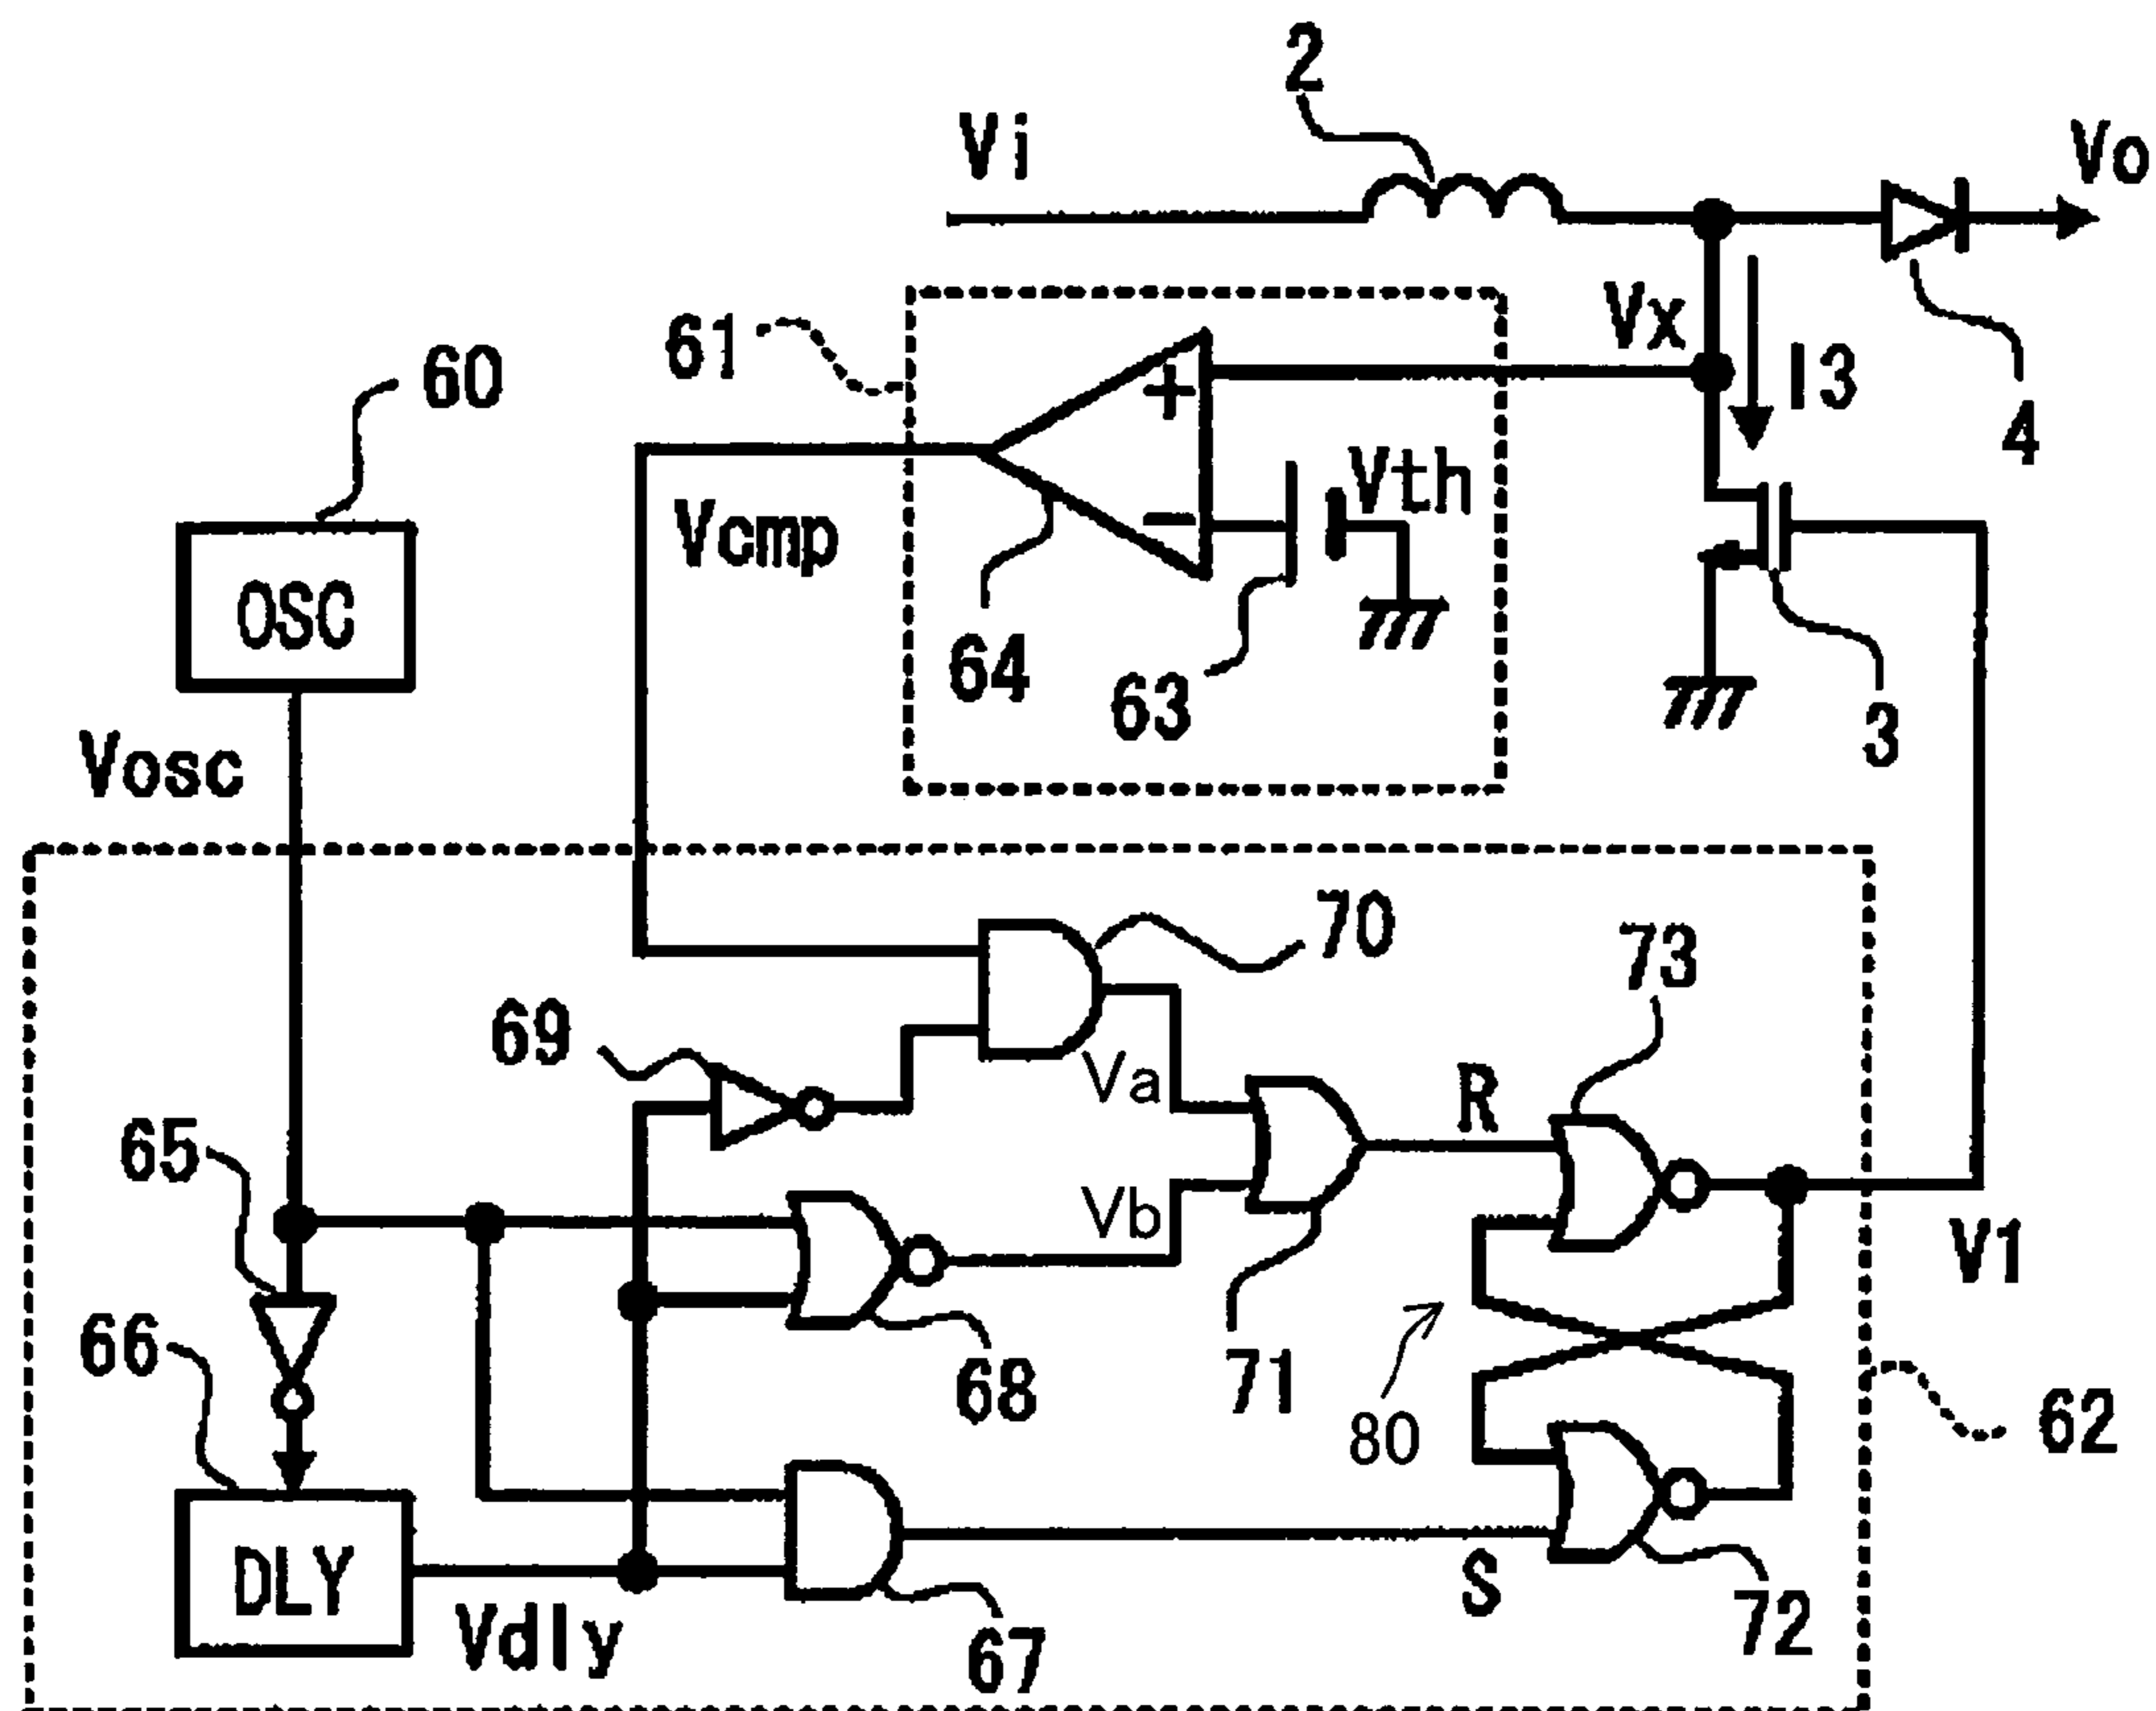 2
Vi
Vo
61
Vx
60
I3
4
Vth
Vcmp
OSC
64
63
3
Vosc
+
−
70
73
69
Va
R
65
Vb
V1
66
68
71
80
62
DLY
S
Vdly
67
72